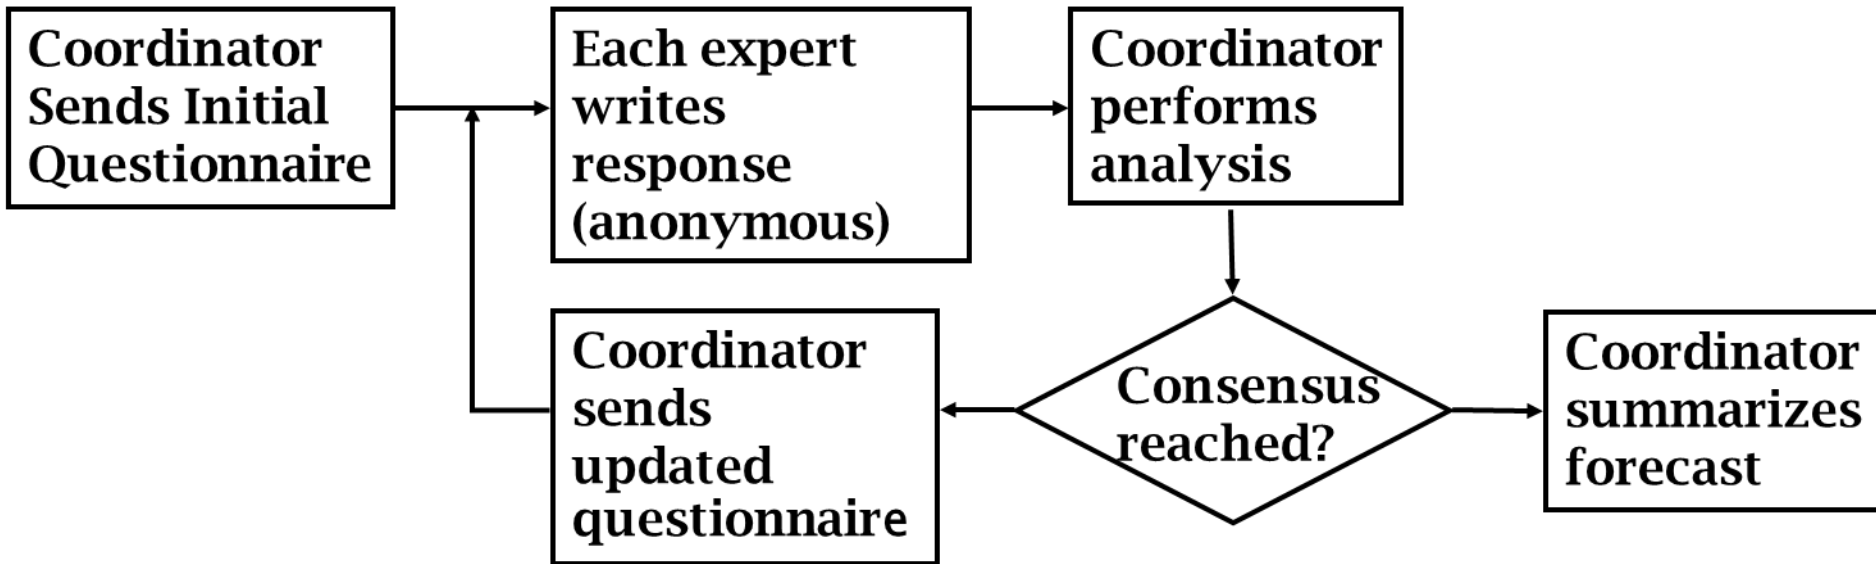 Coordinator
Sends Initial
Questionnaire
Each expert
writes
response
(anonymous)
Coordinator
performs
analysis
Coordinator
sends
updated
questionnaire
Consensus
reached?
Coordinator
summarizes
forecast